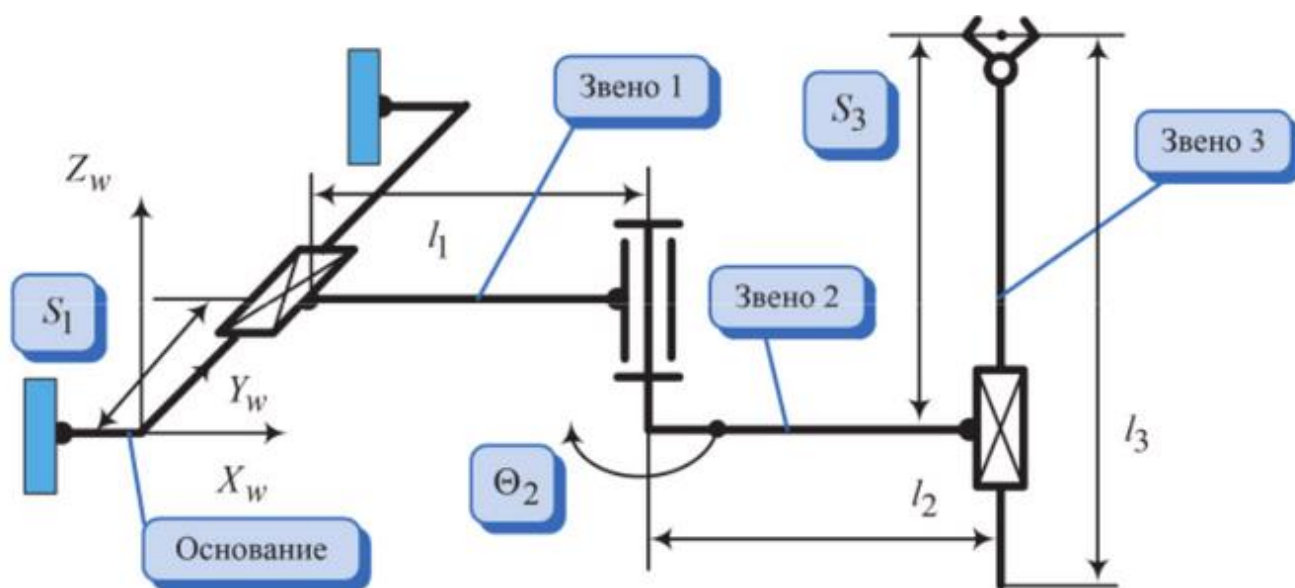 Звено 1
S3
Звено 3
Zw
l1
S1
Звено 2
Yw
l3
Xw
Θ2
l2
Основание